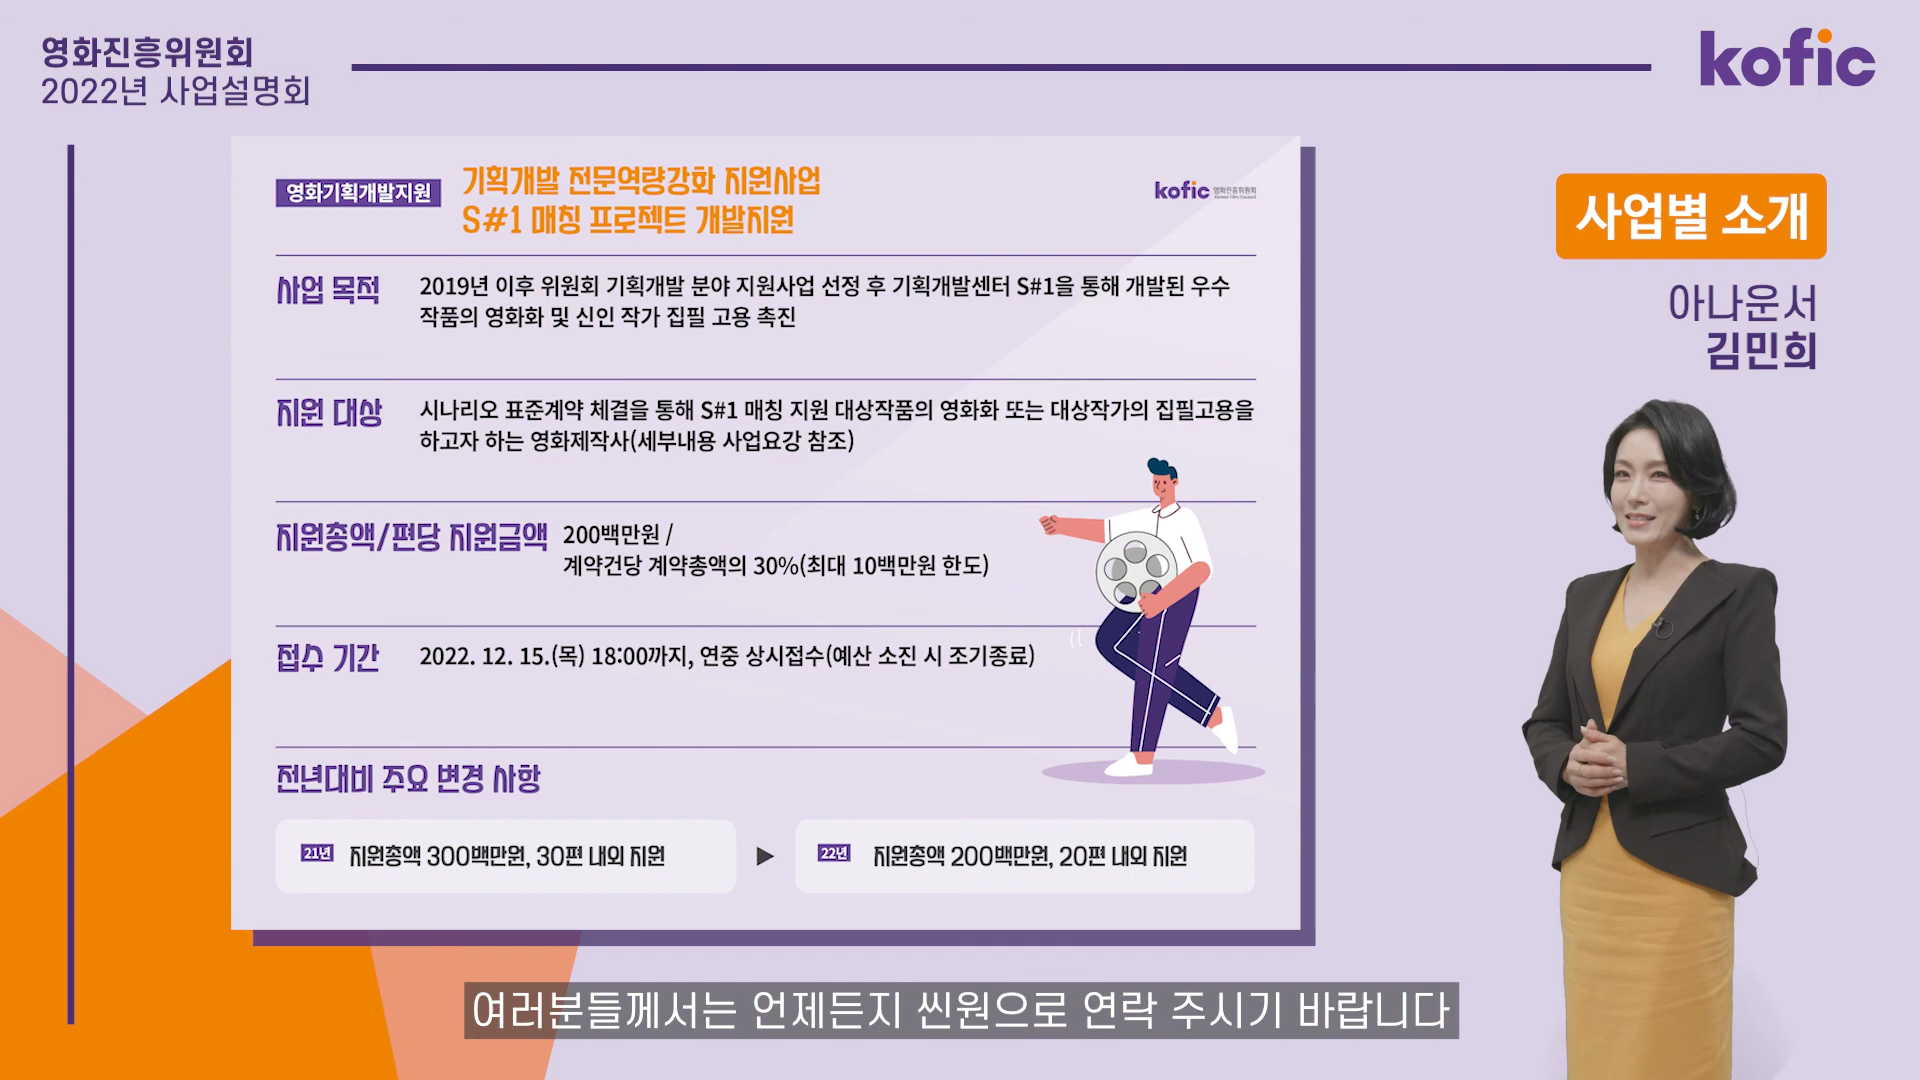 영화진흥위원회
2022년 사업설명회
kofic
영화기획개발지원
기획개발 전문역량강화 지원사업
S#1 매칭 프로젝트 개발지원
kofic 영화진흥위원회
사업 목적
2019년 이후 위원회 기획개발 분야 지원사업 선정 후 기획개발센터 S#1을 통해 개발된 우수
작품의 영화화 및 신인 작가 집필 고용 촉진
지원 대상
시나리오 표준계약 체결을 통해 S#1 매칭 지원 대상작품의 영화화 또는 대상작가의 집필고용을
하고자 하는 영화제작사(세부내용 사업요강 참조)
지원총액/편당 지원금액
200백만원 /
계약건당 계약총액의 30%(최대 10백만원 한도)
접수 기간
2022. 12. 15.(목) 18:00까지, 연중 상시접수(예산 소진 시 조기종료)
전년대비 주요 변경 사항
21년 지원총액 300백만원, 30편 내외 지원
▶
22년 지원총액 200백만원, 20편 내외 지원
사업별 소개
아나운서
김민희
여러분들께서는 언제든지 씬원으로 연락 주시기 바랍니다